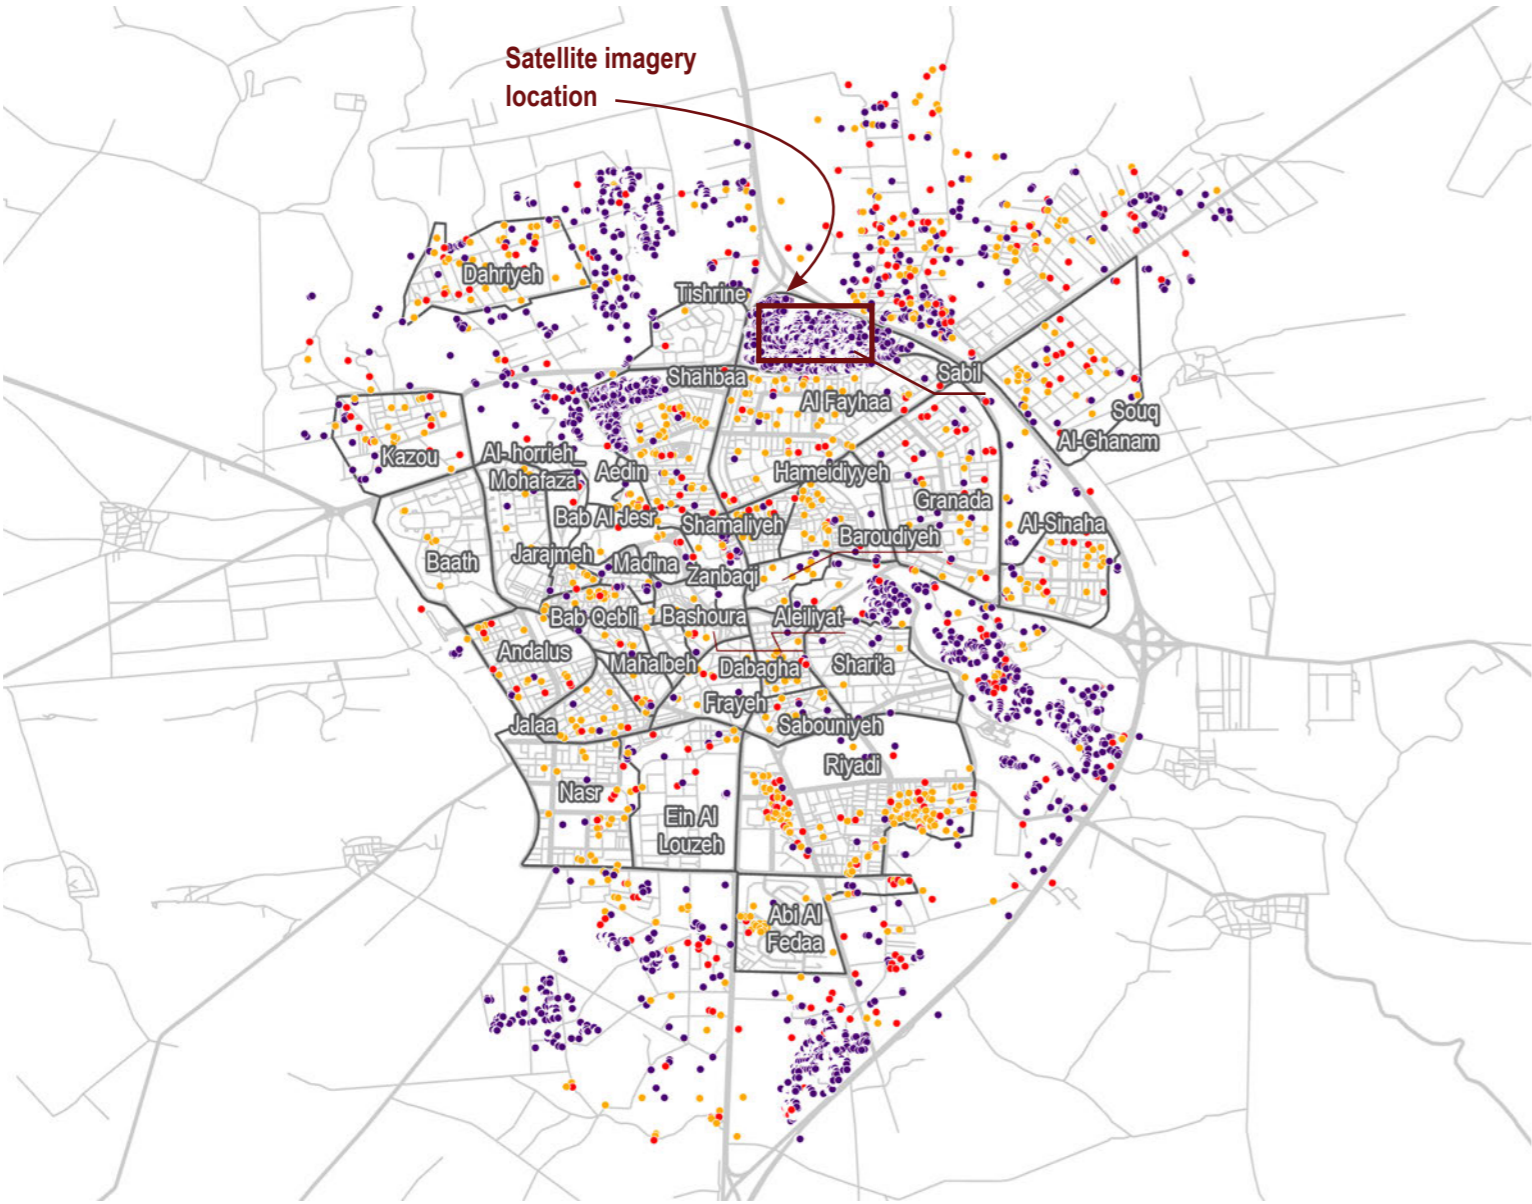 Satellite imagery
location
Dahriyeh
Tiishrine
Shahbaa
Sabil
Al Fayhaa
Souq
Al-Ghanam
Kazou
Al-horrieh_
Mohafaza
Aedin
Hameidiyyeh
Granada
Bab Al Jesr
Shamaliyeh
Al-Sinaha
Baroudiyeh
Baath
Jarajmeh
Madina
Zanbaqi
Bab Qebli
Bashoura
Aleiliyat
Andalus
Mahalbeh
Dabagha
Shari'a
Frayeh
Jalaa
Sabouniyeh
Riyadi
Nasr
Ein Al
Louzeh
Abi Al
Fedaa